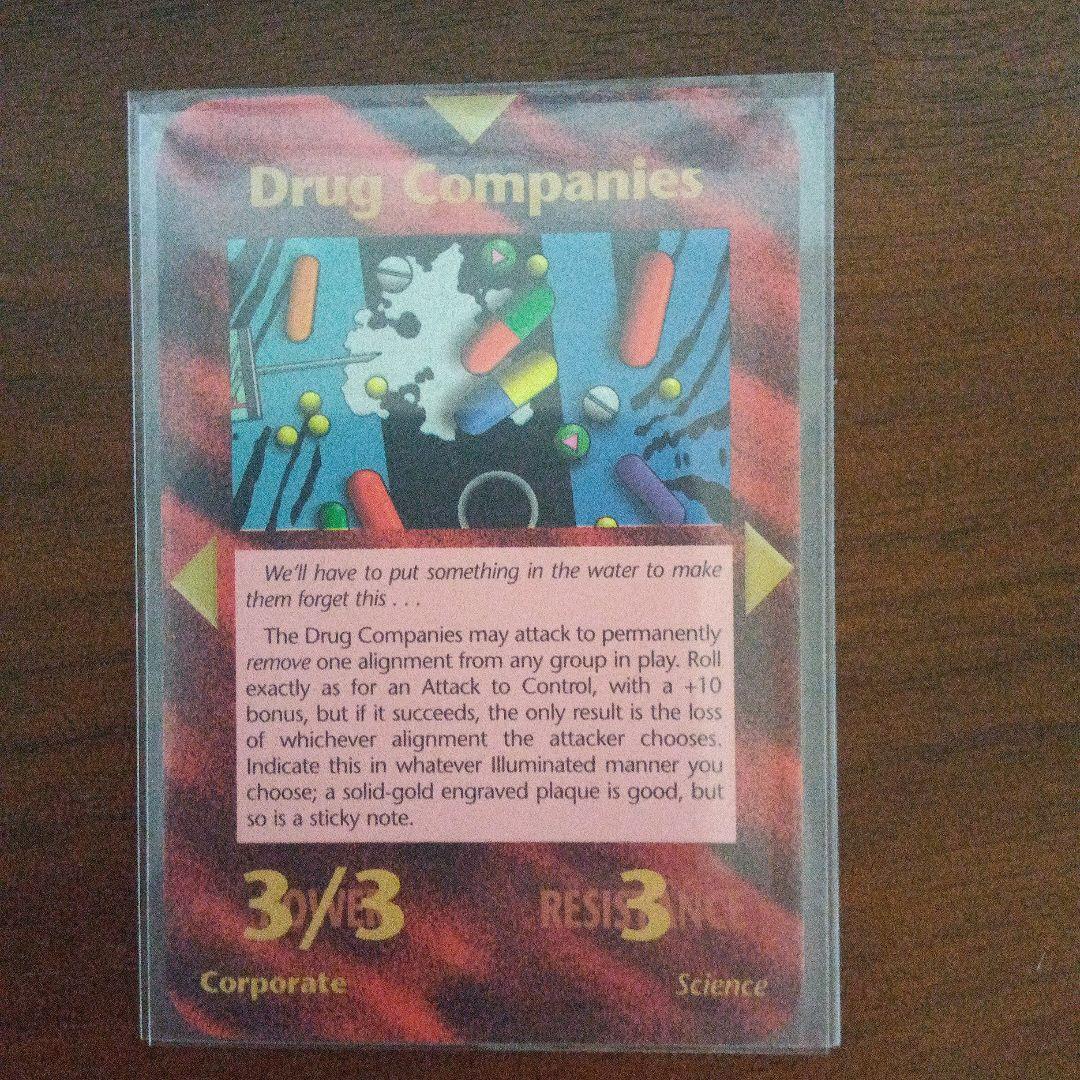 Drug Companies
We'll have to put something in the water to make
them forget this . . .
The Drug Companies may attack to permanently
remove one alignment from any group in play. Roll
exactly as for an Attack to Control, with a +10
bonus, but if it succeeds, the only result is the loss
of whichever alignment the attacker chooses.
Indicate this in whatever Illuminated manner you
choose; a solid-gold engraved plaque is good, but
so is a sticky note.
POWER
3/3
RESISTANCE
3
Corporate
Science